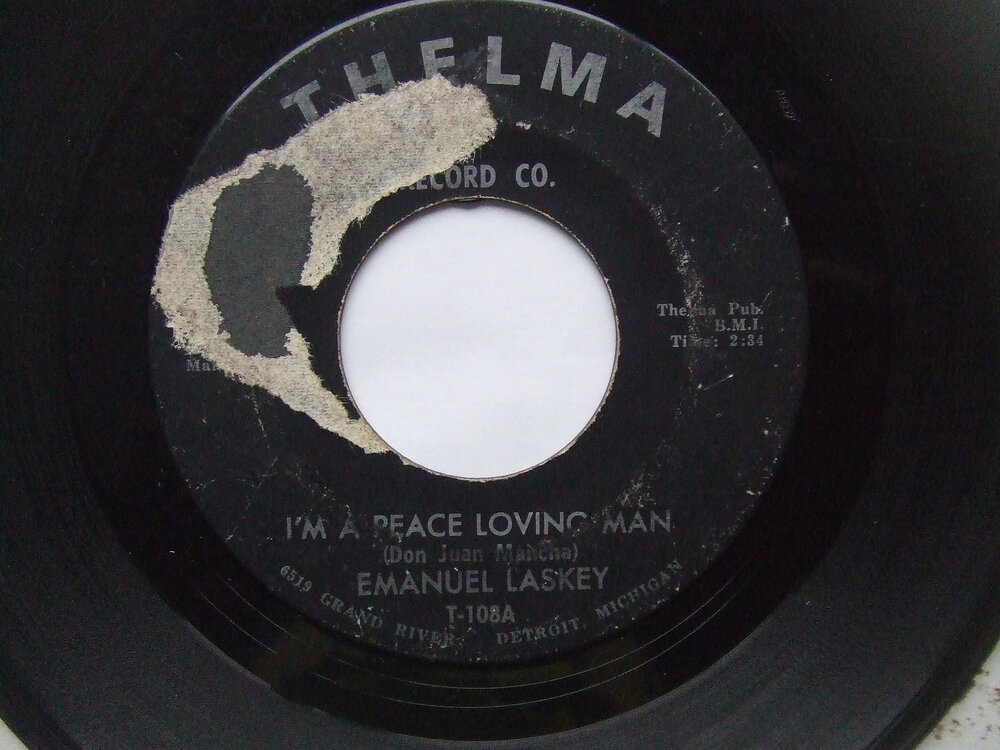 THELMA
RECORD CO.
Thelma Pub.
B.M.I.
Time: 2:34
I'M A PEACE LOVING MAN
(Don Juan Mancha)
EMANUEL LASKEY
T-108A
6519 GRAND RIVER DETROIT, MICHIGAN